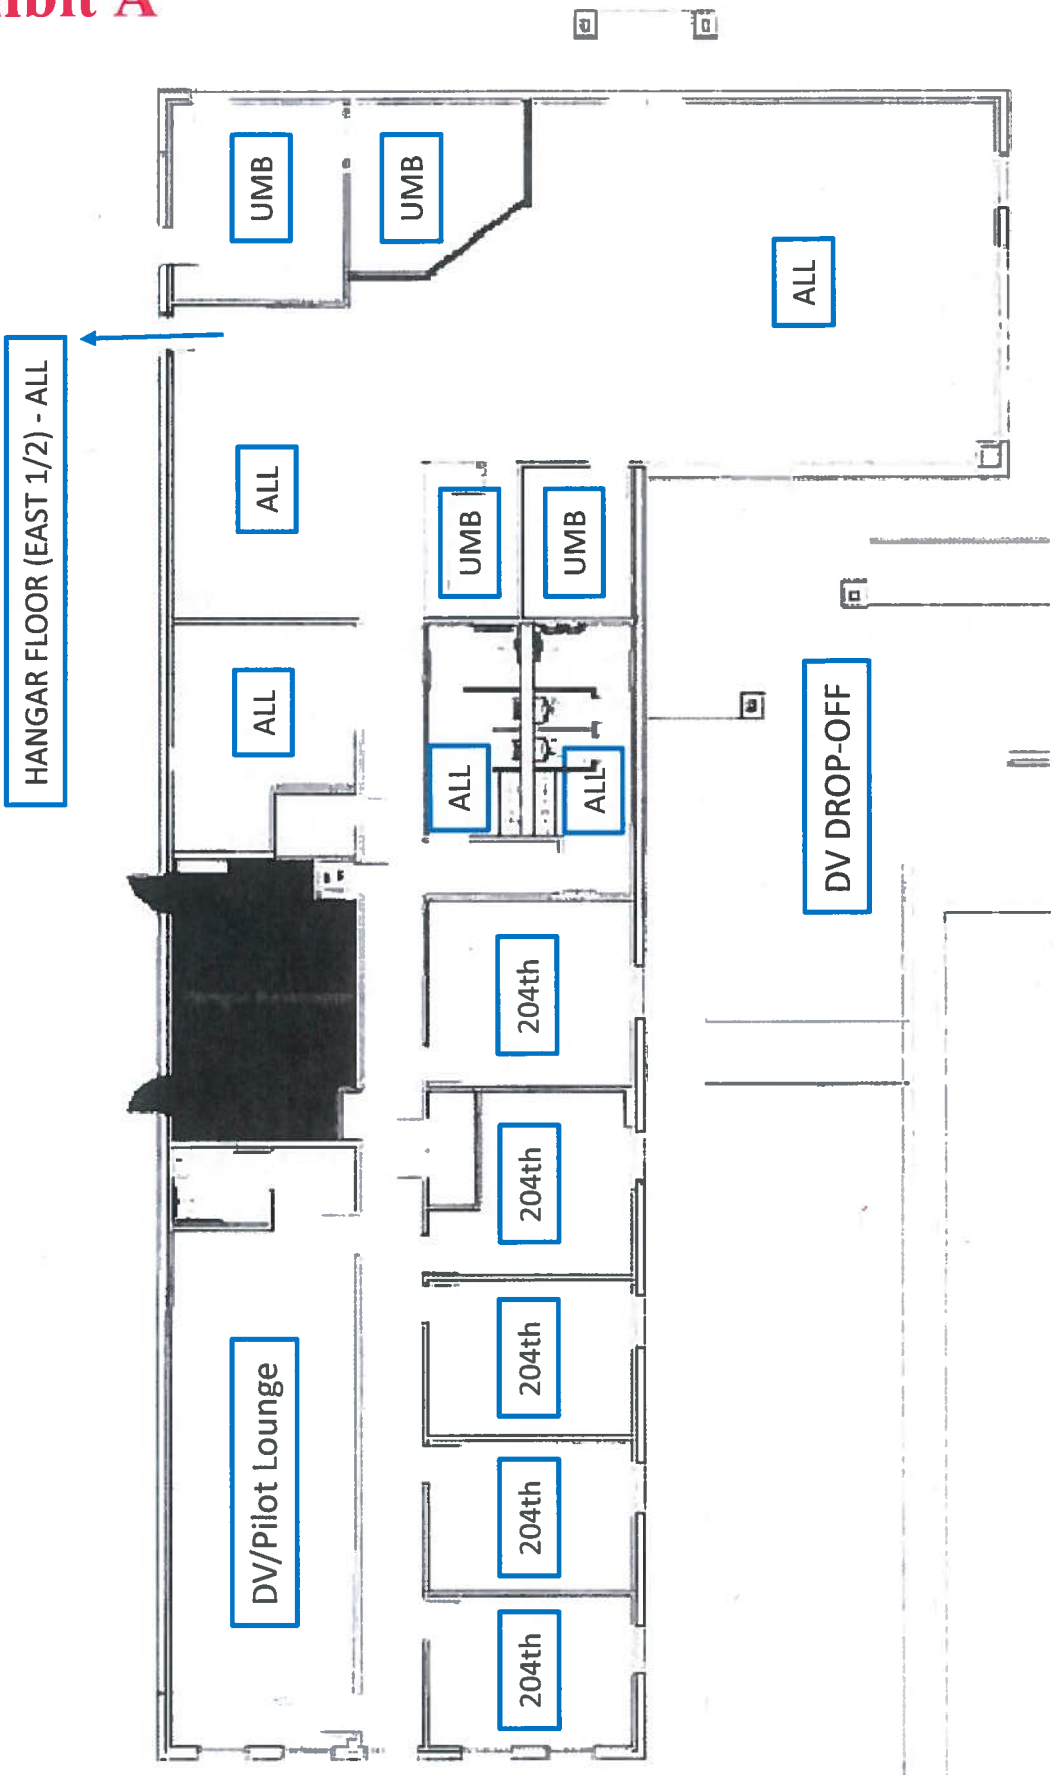 ibit A
HANGAR FLOOR (EAST 1/2) - ALL
UMB
UMB
ALL
ALL
UMB
UMB
ALL
ALL
ALL
DV DROP-OFF
204th
204th
204th
204th
204th
DV/Pilot Lounge